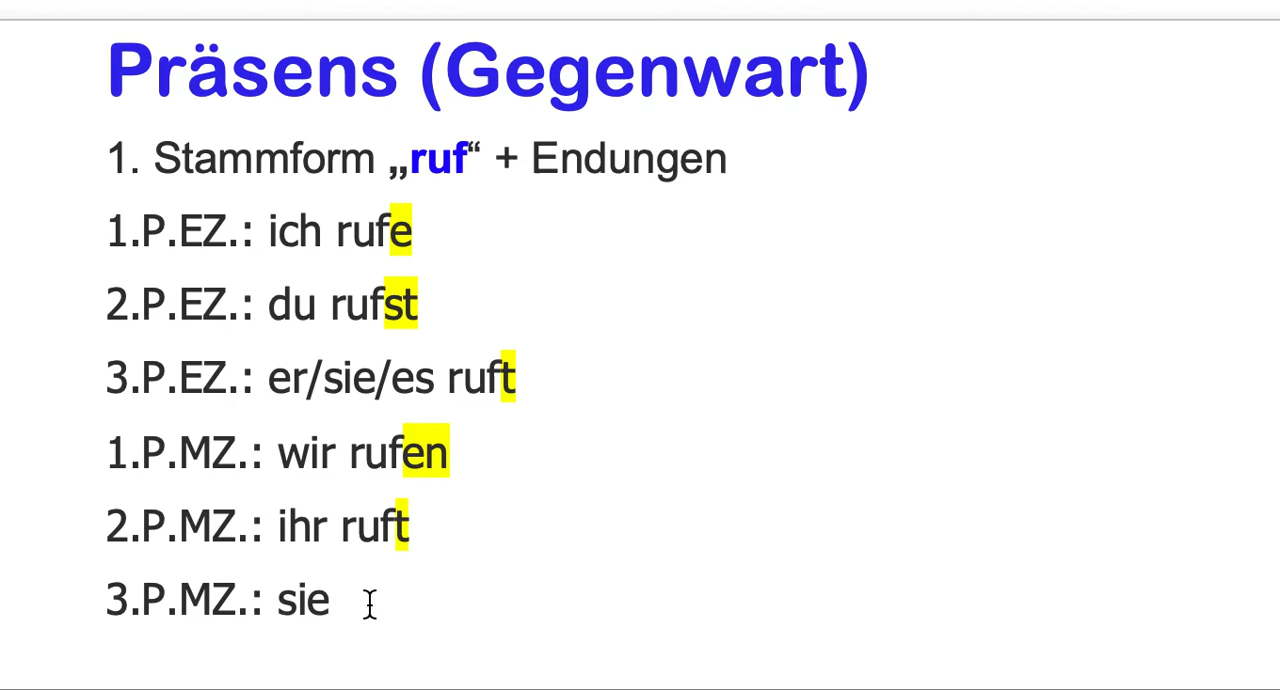 Präsens (Gegenwart)
1. Stammform „ruf“ + Endungen
1.P.EZ.: ich rufe
2.P.EZ.: du rufst
3.P.EZ.: er/sie/es ruft
1.P.MZ.: wir rufen
2.P.MZ.: ihr ruft
3.P.MZ.: sie